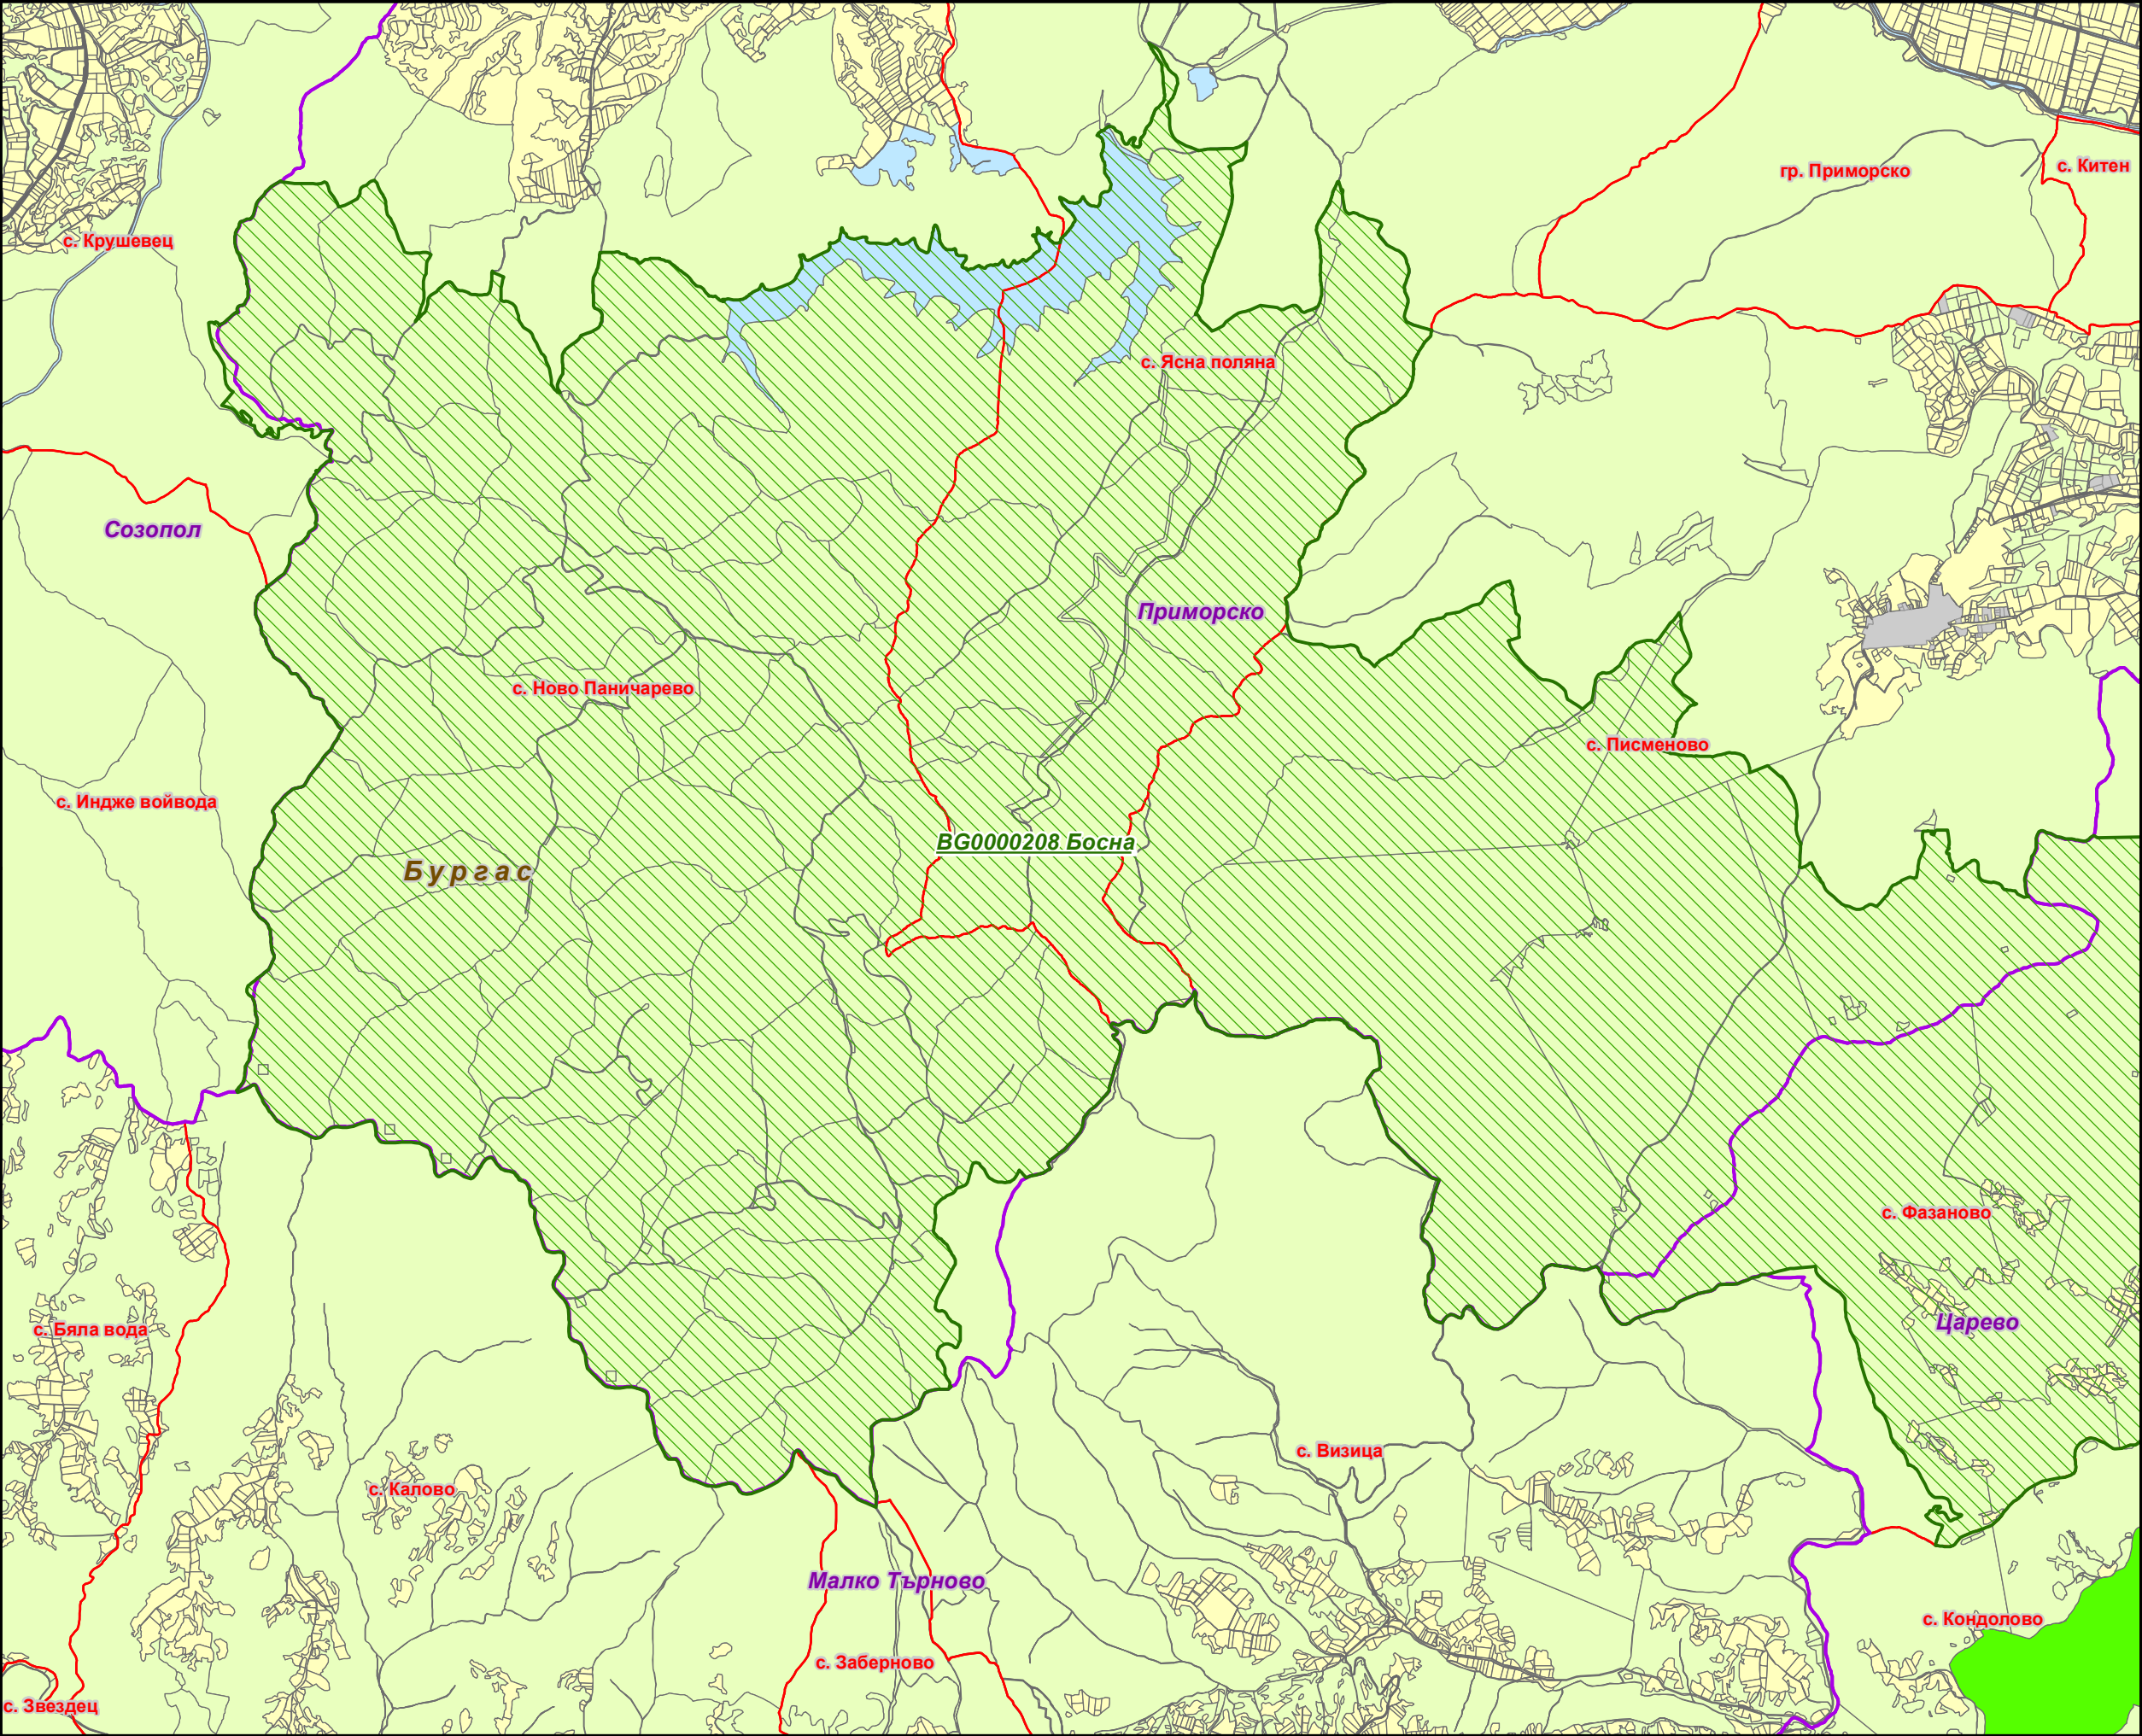 с. Китен
гр. Приморско
с. Крушевец
с. Ясна поляна
Созопол
Приморско
с. Ново Паничарево
с. Писменово
с. Индже войвода
BG0000208 Босна
Бургас
с. Фазаново
Царево
с. Бяла вода
с. Визица
с. Калово
Малко Търново
с. Кондолово
с. Заберново
с. Звездец